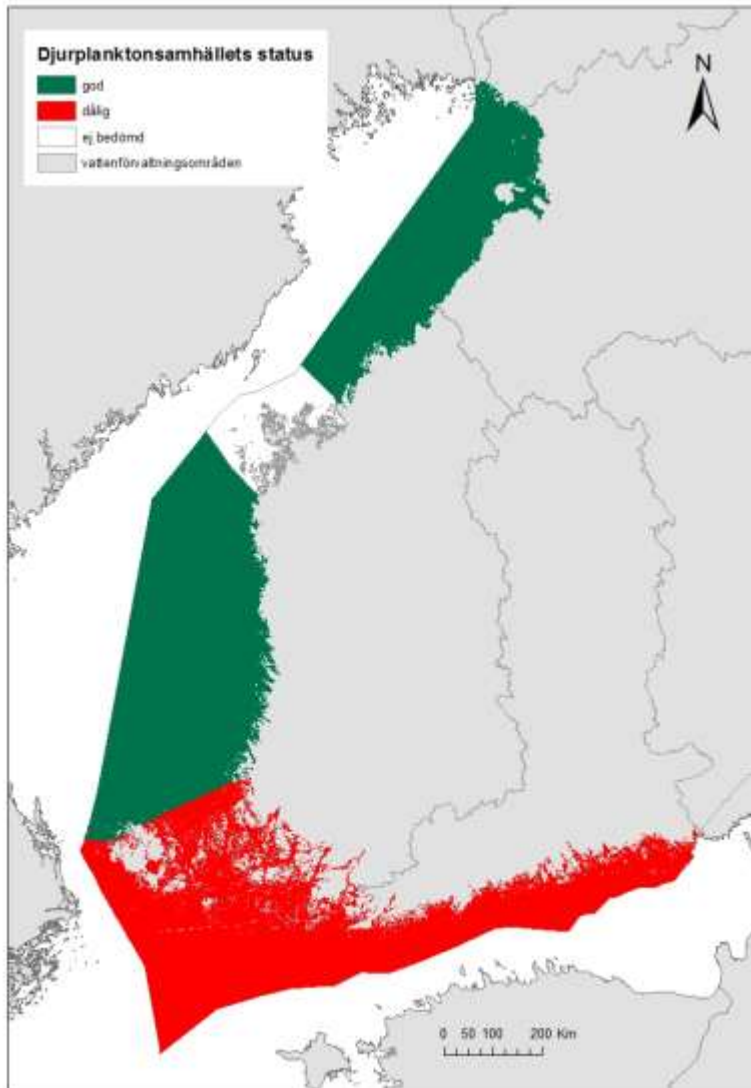 Djurplanktonsamhällets status
god
dålig
ej bedömd
vattenförvaltningsområden
N
0 50 100 200 Km